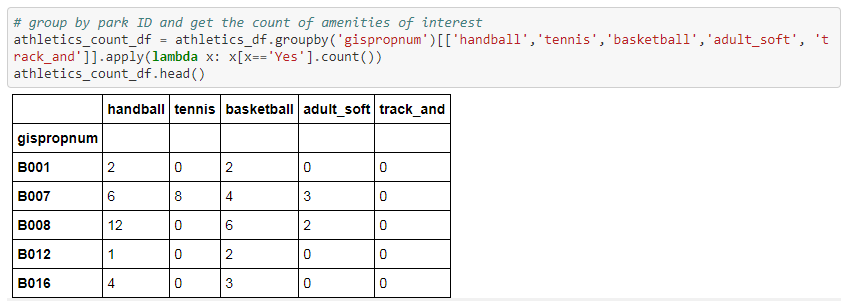 # group by park ID and get the count of amenities of interest
athletics_count_df = athletics_df.groupby('gispropnum')[['handball','tennis','basketball','adult_soft', 't
rack_and']].apply(lambda x: x[x=='Yes'].count())
athletics_count_df.head()
handball tennis basketball adult_soft track_and
gispropnum
B001 2 0 2 0 0
B007 6 8 4 3 0
B008 12 0 6 2 0
B012 1 0 2 0 0
B016 4 0 3 0 0